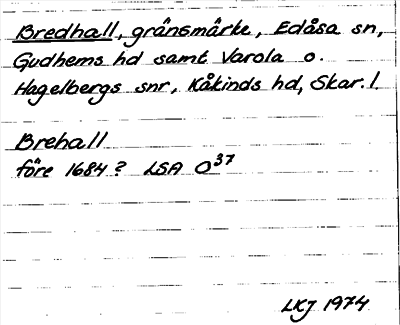 Bredhall, gränsmärke, Edåsa sn,
Gudhems hd samt Varola o.
Hagelbergs snr, Kåkinds hd, Skar. l.
Brehall
före 1684? LSA O³⁷
LKJ 1974